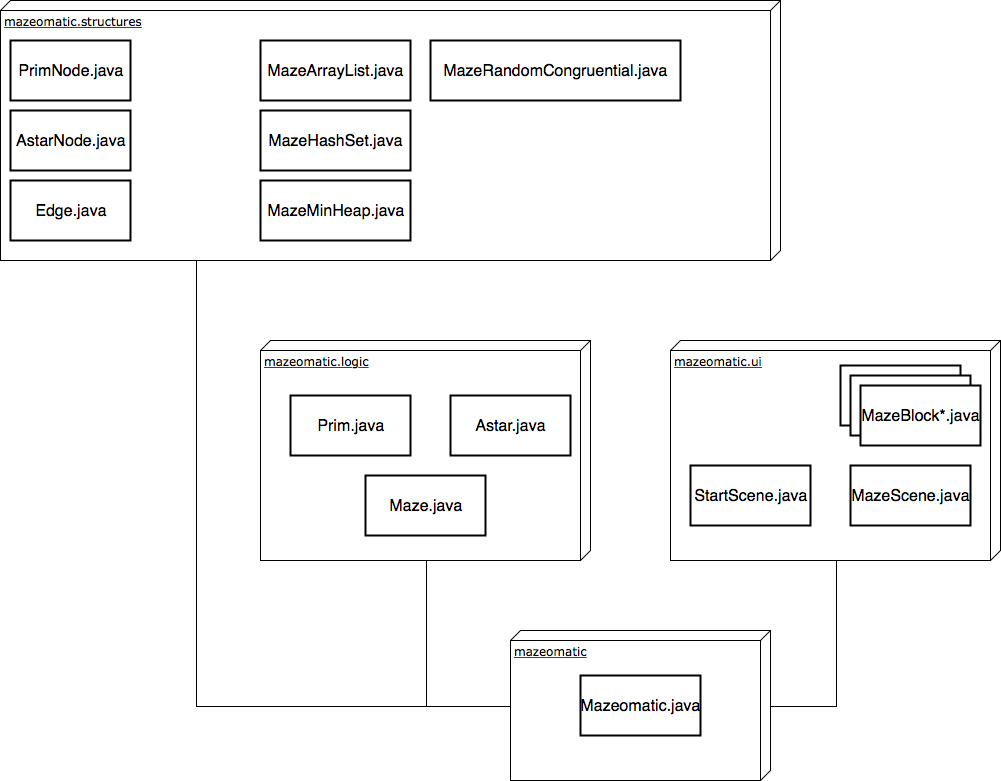 mazeomatic.structures
PrimNode.java
MazeArrayList.java
MazeRandomCongruential.java
AstarNode.java
MazeHashSet.java
Edge.java
MazeMinHeap.java
mazeomatic.logic
Prim.java
Astar.java
Maze.java
mazeomatic.ui
MazeBlock*.java
StartScene.java
MazeScene.java
mazeomatic
Mazeomatic.java